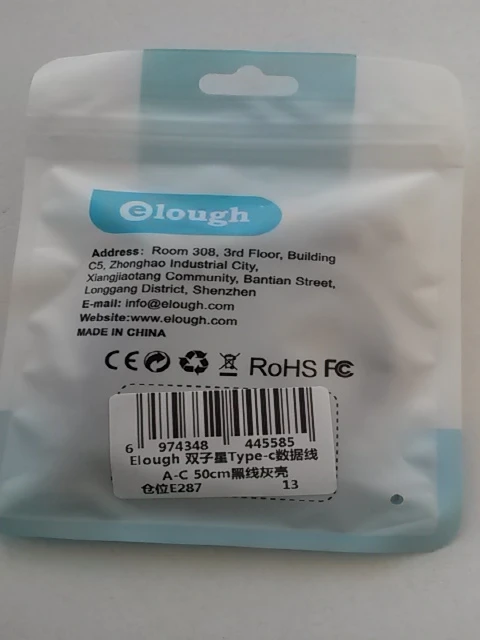 elough
Address: Room 308, 3rd Floor, Building
C5, Zhonghao Industrial City,
Xiangjiaotang Community, Bantian Street,
Longgang District, Shenzhen
E-mail: info@elough.com
Website:www.elough.com
MADE IN CHINA
CE RoHS FC
6 974348 445585
Elough 双子星Type-c数据线
A-C 50cm黑线灰壳
仓位E287 13